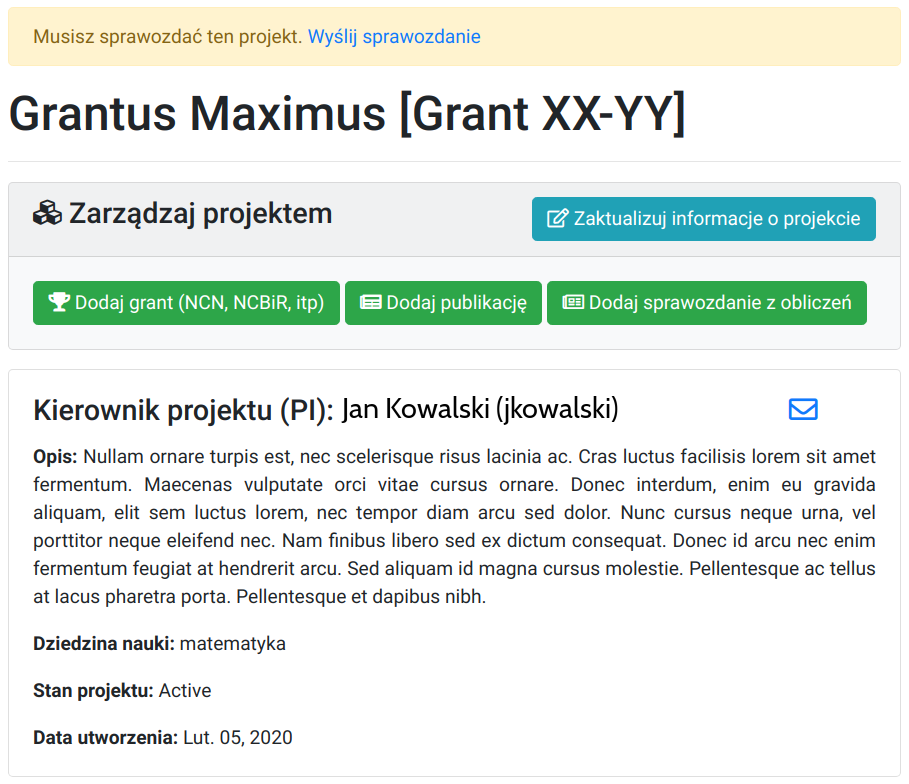 Musisz sprawozdać ten projekt. Wyślij sprawozdanie
Grantus Maximus [Grant XX-YY]
Zarządzaj projektem
Zaktualizuj informacje o projekcie
Dodaj grant (NCN, NCBiR, itp)
Dodaj publikację
Dodaj sprawozdanie z obliczeń
Kierownik projektu (PI): Jan Kowalski (jkowalski)
Opis: Nullam ornare turpis est, nec scelerisque risus lacinia ac. Cras luctus facilisis lorem sit amet
fermentum. Maecenas vulputate orci vitae cursus ornare. Donec interdum, enim eu gravida
aliquam, elit sem luctus lorem, nec tempor diam arcu sed dolor. Nunc cursus neque urna, vel
porttitor neque eleifend nec. Nam finibus libero sed ex dictum consequat. Donec id arcu nec enim
fermentum feugiat at hendrerit arcu. Sed aliquam id magna cursus molestie. Pellentesque ac tellus
at lacus pharetra porta. Pellentesque et dapibus nibh.
Dziedzina nauki: matematyka
Stan projektu: Active
Data utworzenia: Lut. 05, 2020